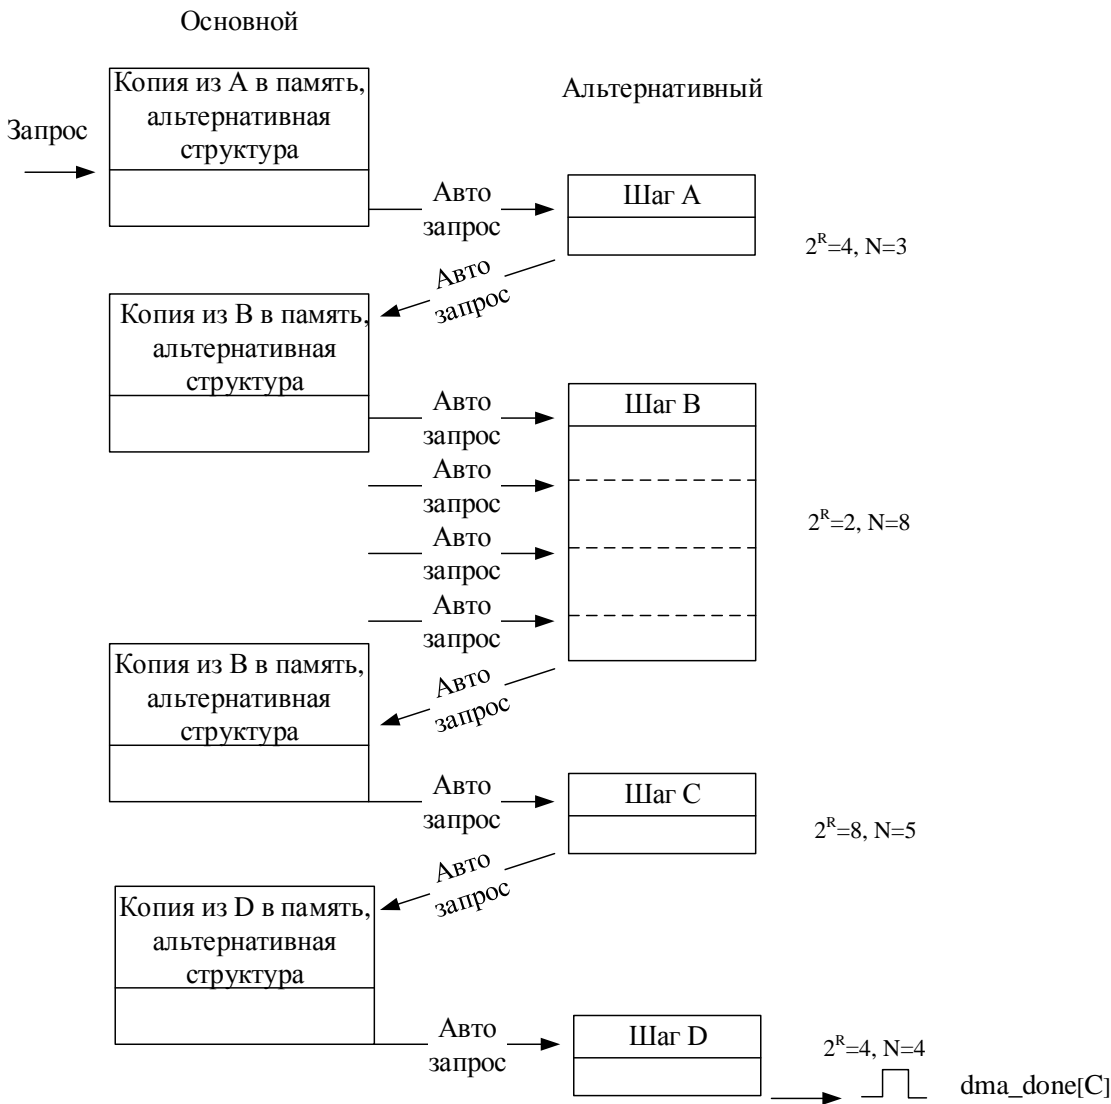 Основной
Копия из A в память,
альтернативная
структура
Альтернативный
Запрос
Авто
запрос
Шаг A
2^R=4, N=3
Авто
запрос
Копия из B в память,
альтернативная
структура
Авто
запрос
Шаг B
Авто
запрос
2^R=2, N=8
Авто
запрос
Авто
запрос
Копия из B в память,
альтернативная
структура
Авто
запрос
Авто
запрос
Шаг C
2^R=8, N=5
Авто
запрос
Копия из D в память,
альтернативная
структура
Авто
запрос
Шаг D
2^R=4, N=4
dma_done[C]